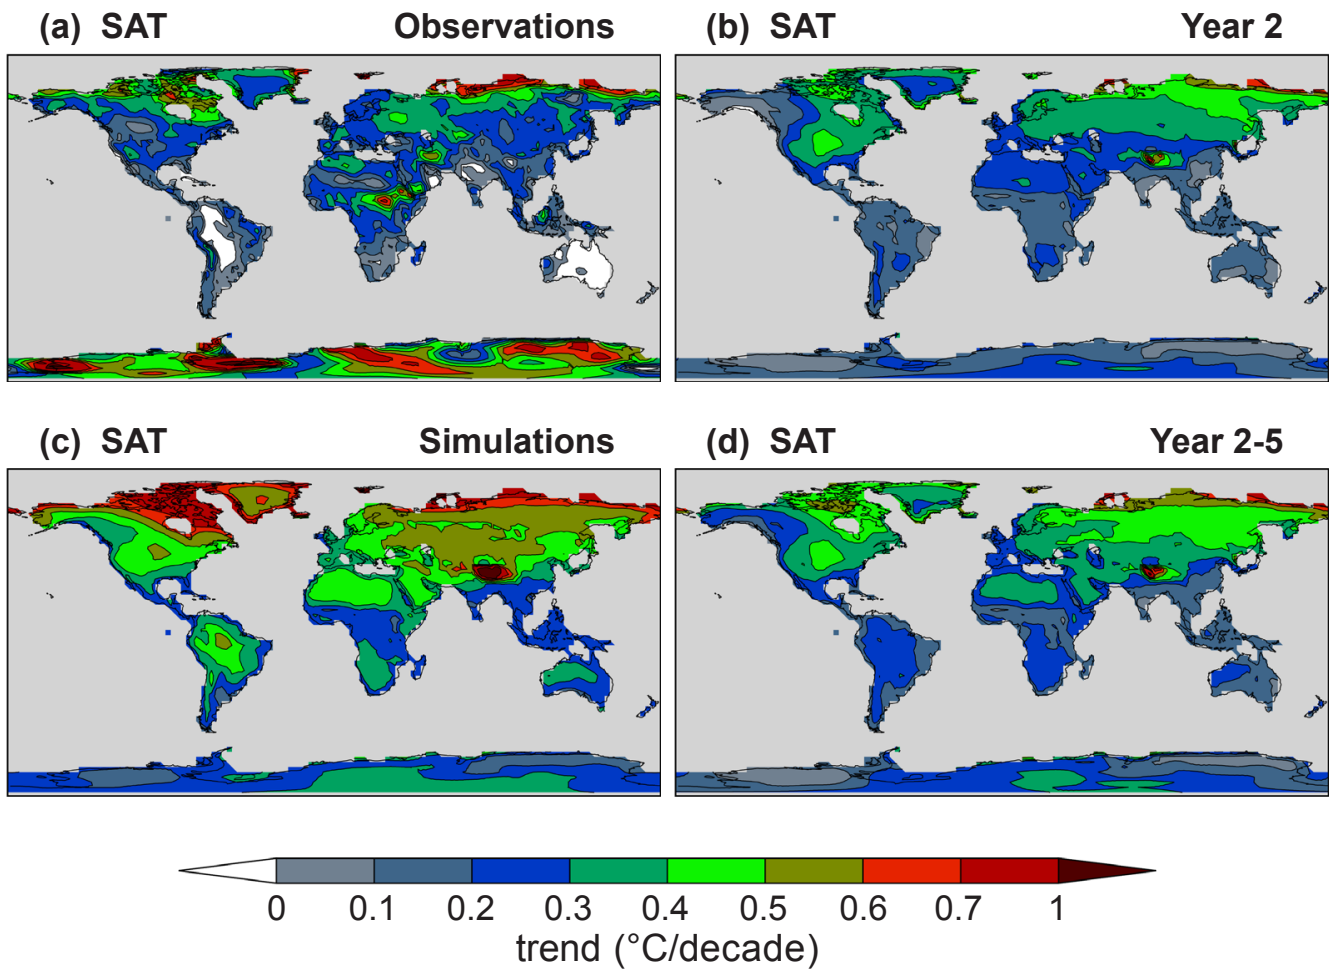 (a) SAT Observations
(b) SAT Year 2
(c) SAT Simulations
(d) SAT Year 2-5
0 0.1 0.2 0.3 0.4 0.5 0.6 0.7 1
trend (°C/decade)